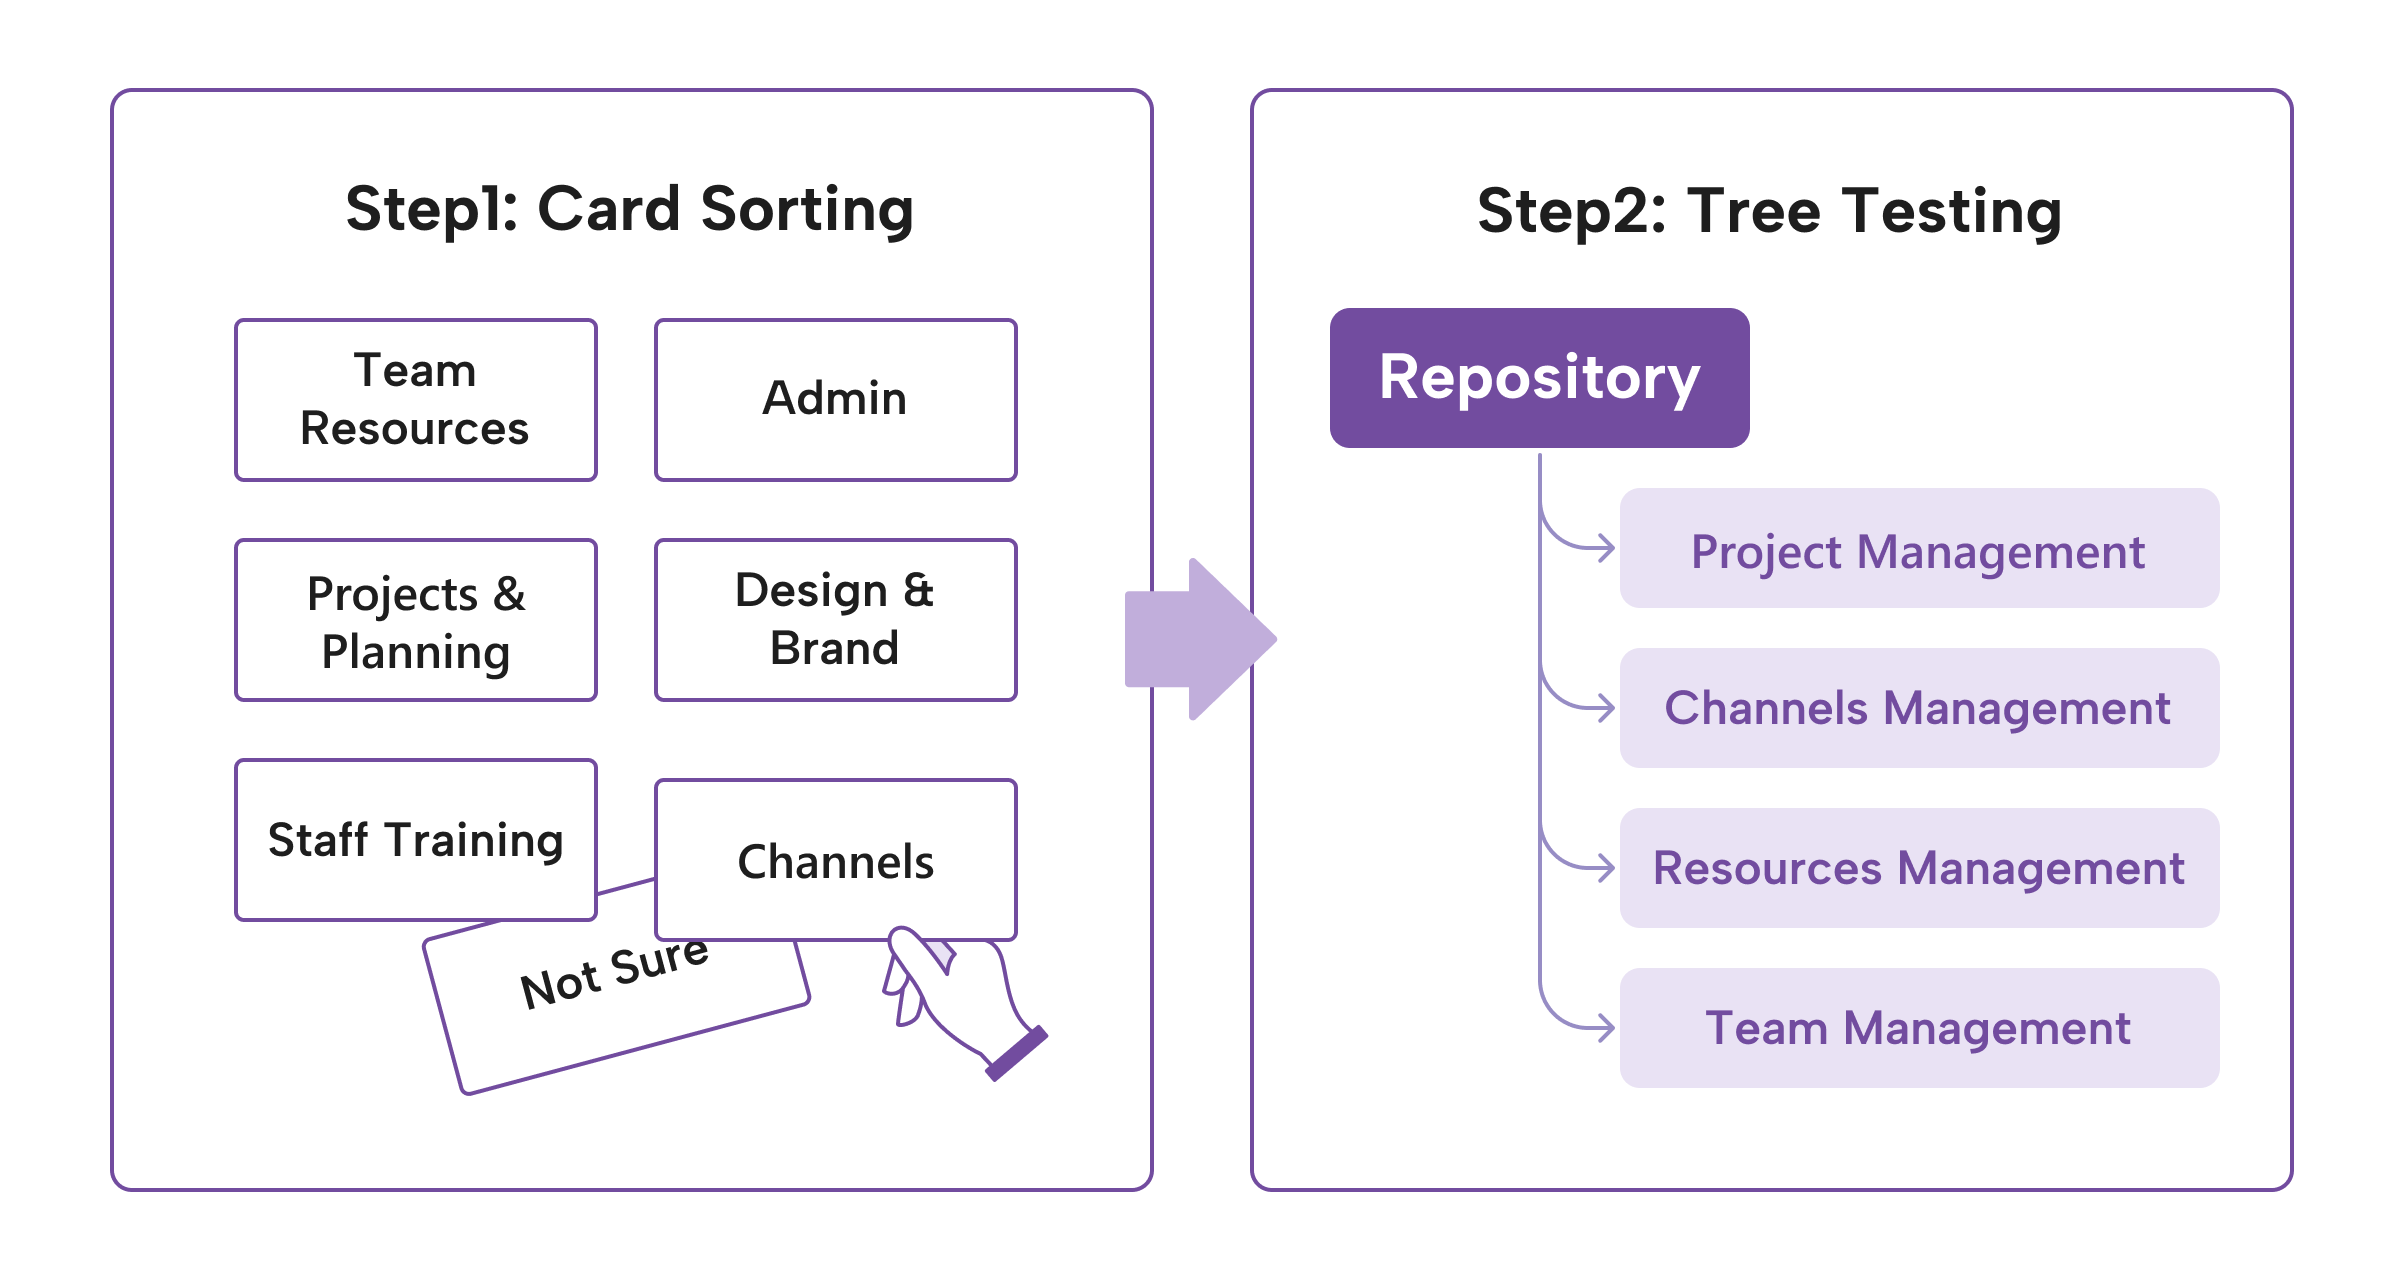 Step1: Card Sorting
Team
Resources
Admin
Projects &
Planning
Design &
Brand
Staff Training
Channels
Not Sure
Step2: Tree Testing
Repository
Project Management
Channels Management
Resources Management
Team Management